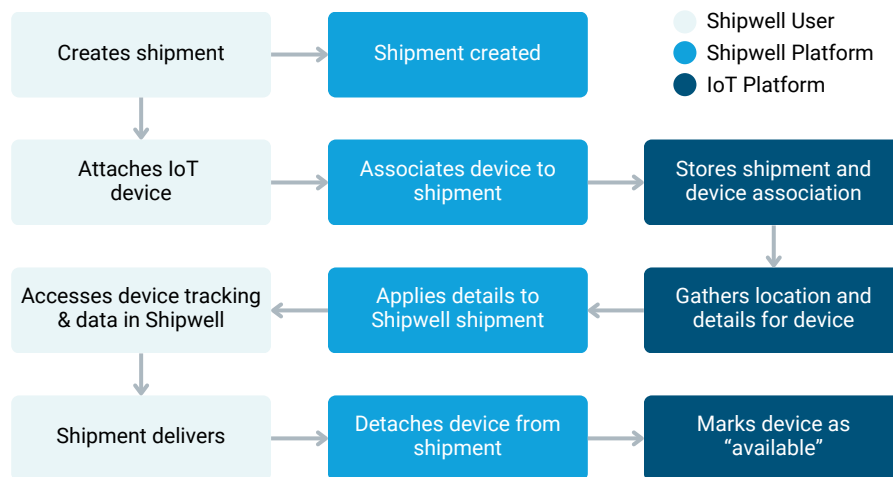 Creates shipment
Shipment created
Shipwell User
Shipwell Platform
IoT Platform
Attaches IoT
device
Associates device to
shipment
Stores shipment and
device association
Accesses device tracking
& data in Shipwell
Applies details to
Shipwell shipment
Gathers location and
details for device
Shipment delivers
Detaches device from
shipment
Marks device as
“available”